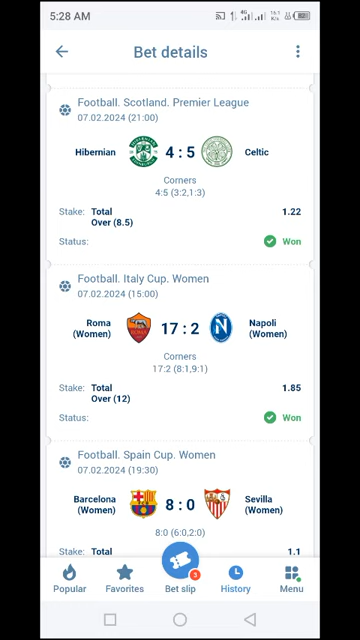 5:28 AM
4G
Bet details
Football. Scotland. Premier League
07.02.2024 (21:00)
Hibernian 4 : 5 Celtic
Corners
4:5 (3:2,1:3)
Stake: Total Over (8.5) 1.22
Status: Won
Football. Italy Cup. Women
07.02.2024 (15:00)
Roma (Women) 17 : 2 Napoli (Women)
Corners
17:2 (8:1,9:1)
Stake: Total Over (12) 1.85
Status: Won
Football. Spain Cup. Women
07.02.2024 (19:30)
Barcelona (Women) 8 : 0 Sevilla (Women)
8:0 (6:0,2:0)
Stake: Total 1.1
3
Popular Favorites Bet slip History Menu